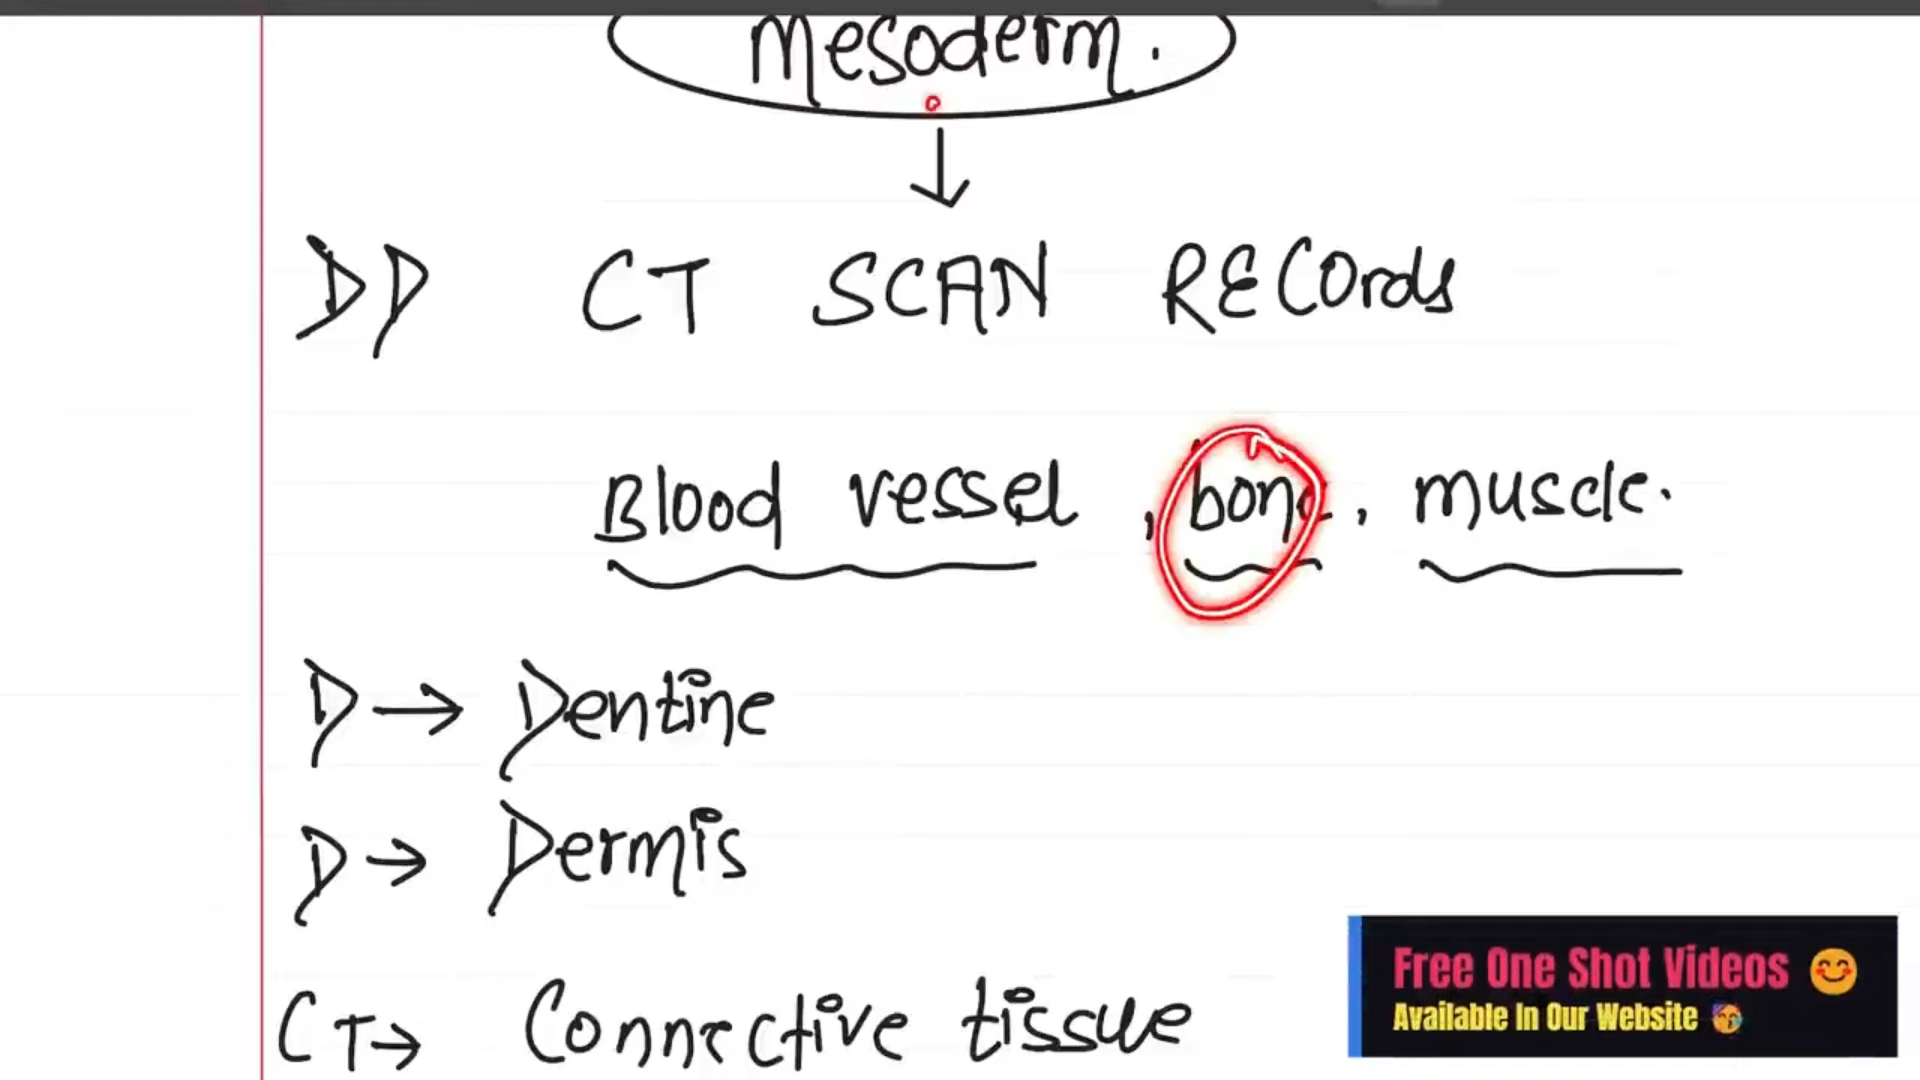 Mesoderm.
DD CT SCAN RECOrds
Blood vessel, bone, muscle.
D→ Dentine
D→ Dermis
CT→ Connective tissue
Free One Shot Videos 😊
Available In Our Website 🥳